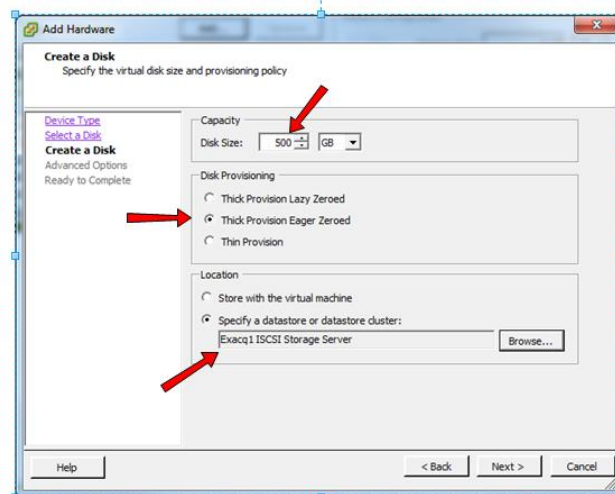 Add Hardware
Create a Disk
Specify the virtual disk size and provisioning policy
Device Type
Select a Disk
Create a Disk
Advanced Options
Ready to Complete
Capacity
Disk Size: 500 GB
Disk Provisioning
Thick Provision Lazy Zeroed
Thick Provision Eager Zeroed
Thin Provision
Location
Store with the virtual machine
Specify a datastore or datastore cluster:
Exacq1 ISCSI Storage Server Browse...
Help < Back Next > Cancel